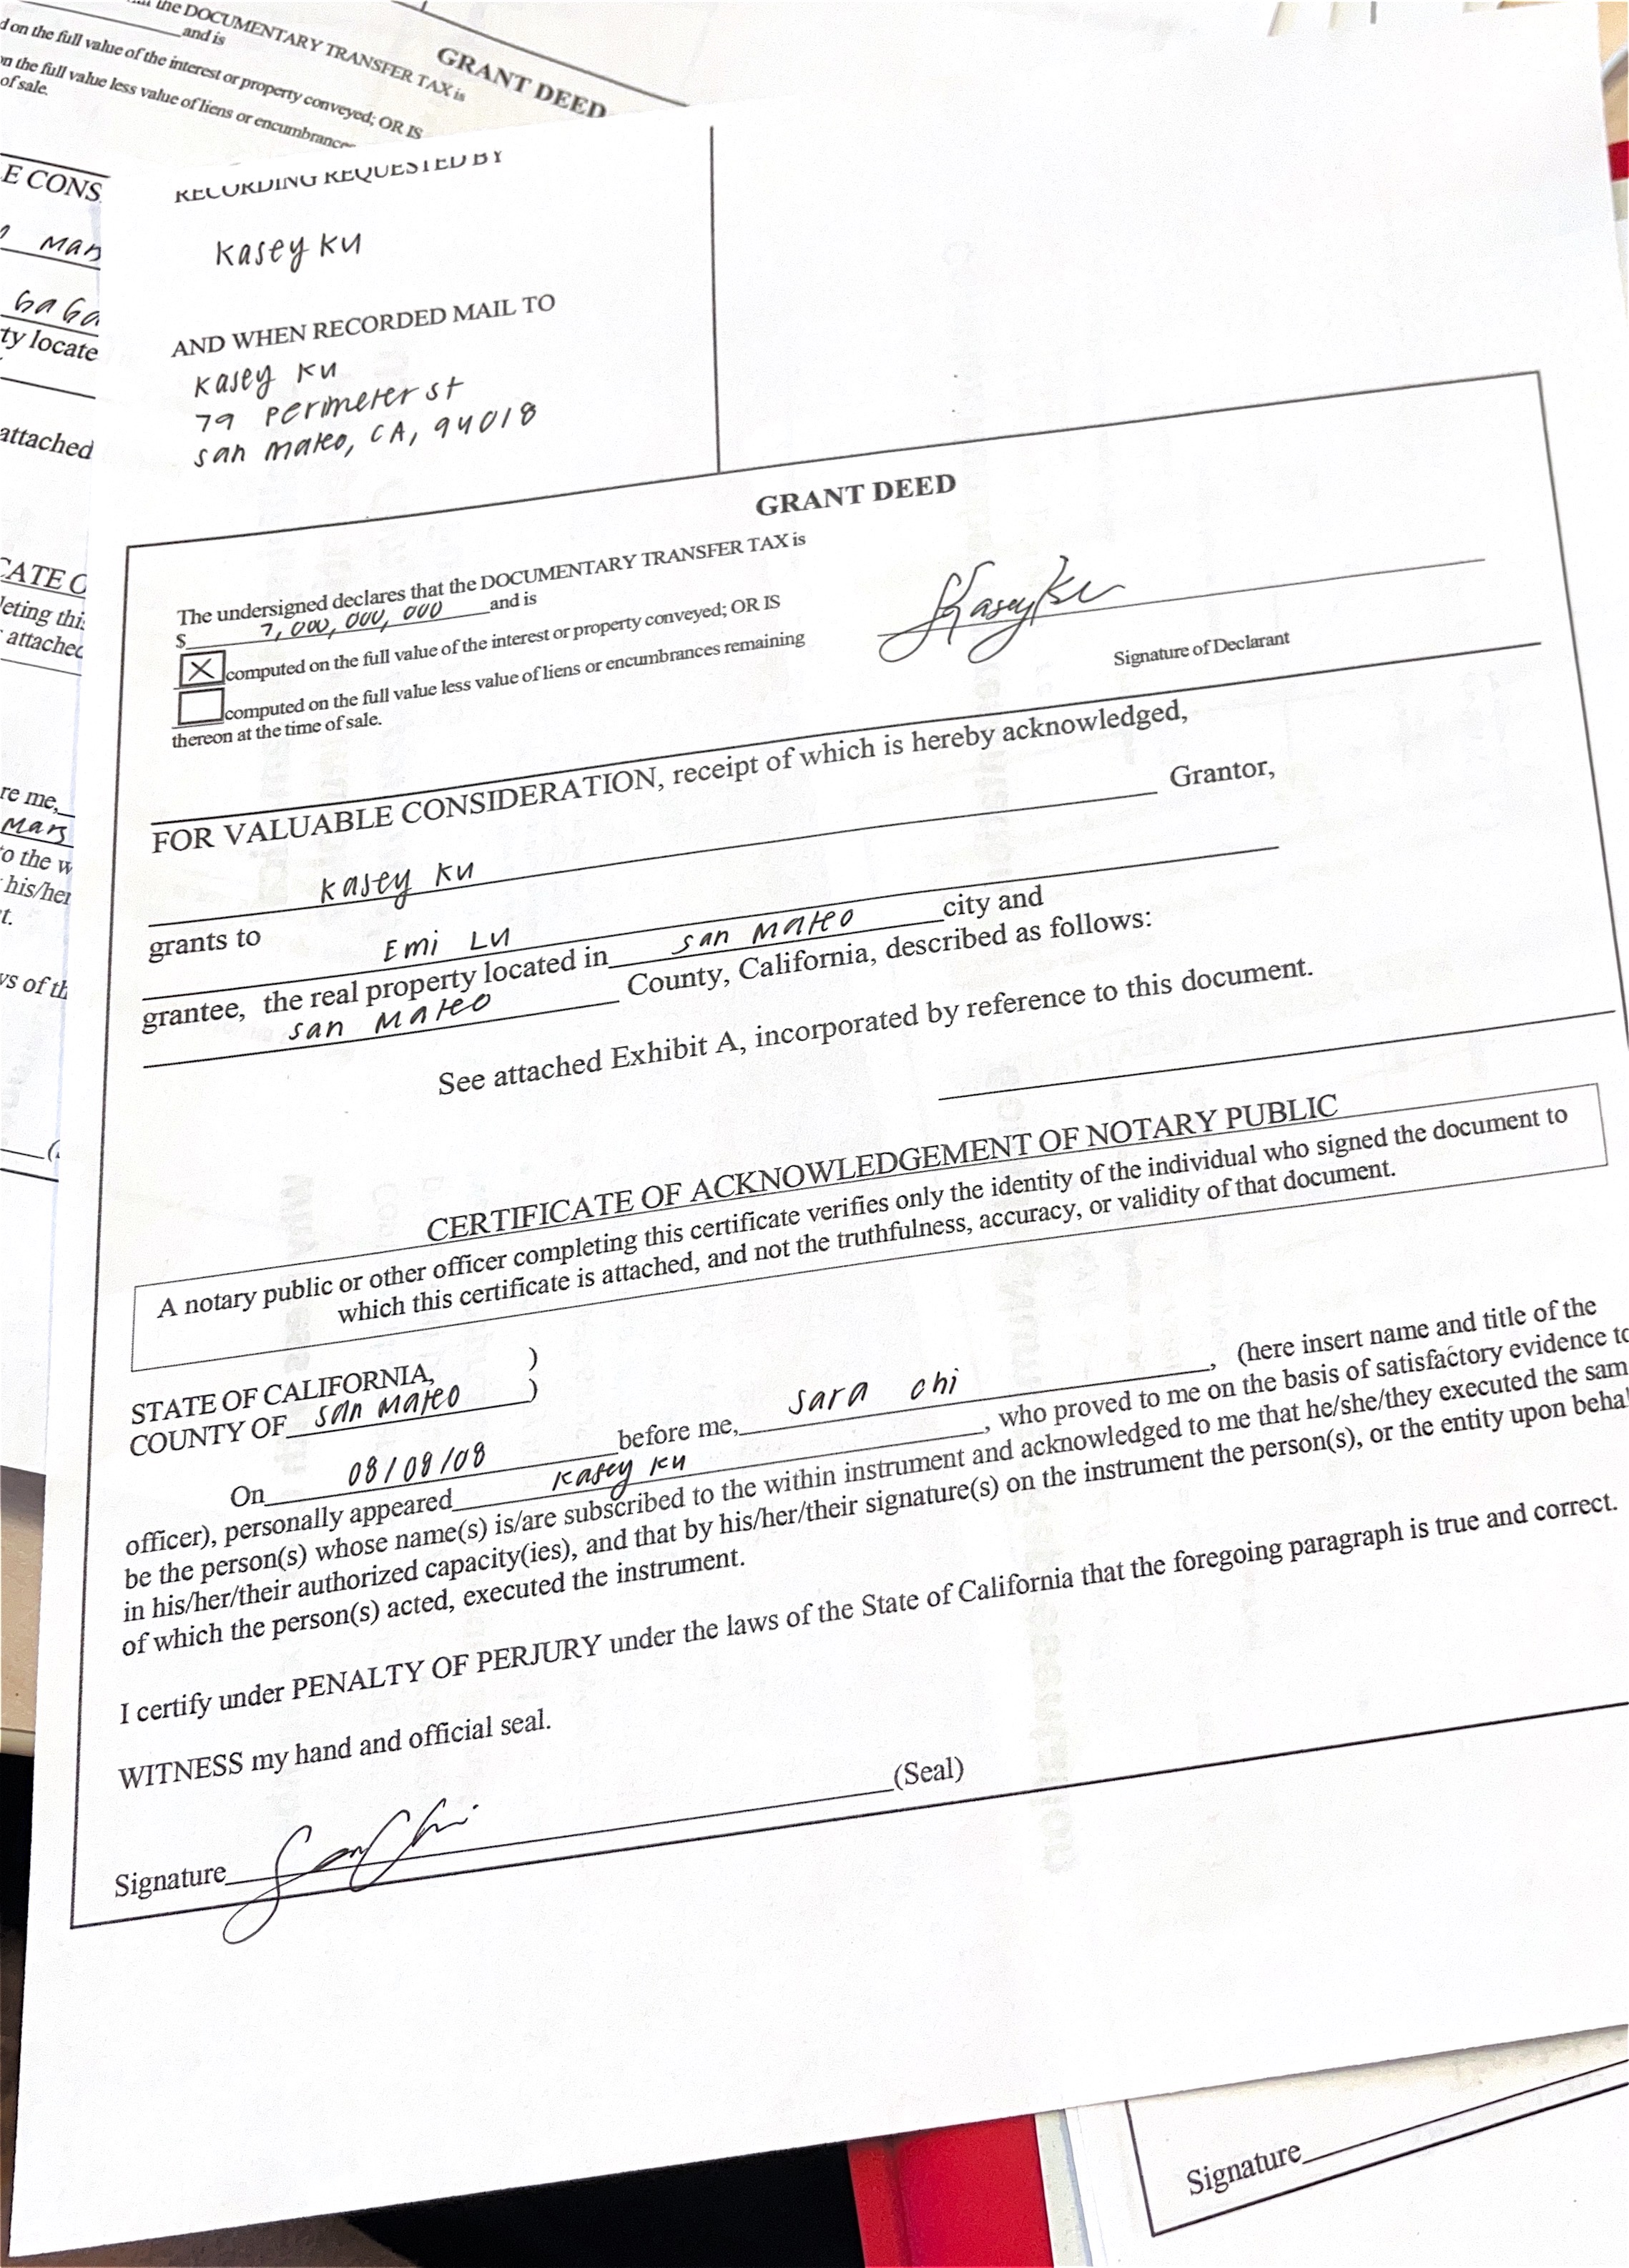 the DOCUMENTARY TRANSFER TAX is
and is
d on the full value of the interest or property conveyed; OR IS
on the full value less value of liens or encumbrances
of sale.
GRANT DEED
E CONS
Mars
Gaga
ty locate
attached
CATE O
leting this
attached
re me,
Mars
to the w
his/her
t.
ws of th
RECORDING REQUESTED BY
Kasey Ku
AND WHEN RECORDED MAIL TO
Kasey Ku
79 Perimeter St
San Mateo, CA, 94018
GRANT DEED
The undersigned declares that the DOCUMENTARY TRANSFER TAX is
$ 7,000,000,000 and is
X computed on the full value of the interest or property conveyed; OR IS
computed on the full value less value of liens or encumbrances remaining
thereon at the time of sale.
Kasey Ku
Signature of Declarant
FOR VALUABLE CONSIDERATION, receipt of which is hereby acknowledged,
Kasey Ku Grantor,
grants to
Emi Lu
grantee, the real property located in San Mateo city and
San Mateo County, California, described as follows:
See attached Exhibit A, incorporated by reference to this document.
CERTIFICATE OF ACKNOWLEDGEMENT OF NOTARY PUBLIC
A notary public or other officer completing this certificate verifies only the identity of the individual who signed the document to
which this certificate is attached, and not the truthfulness, accuracy, or validity of that document.
STATE OF CALIFORNIA, )
COUNTY OF San Mateo )
On 08/08/08 before me, Sara Chi, (here insert name and title of the
officer), personally appeared Kasey Ku, who proved to me on the basis of satisfactory evidence to
be the person(s) whose name(s) is/are subscribed to the within instrument and acknowledged to me that he/she/they executed the sam
in his/her/their authorized capacity(ies), and that by his/her/their signature(s) on the instrument the person(s), or the entity upon behal
of which the person(s) acted, executed the instrument.
I certify under PENALTY OF PERJURY under the laws of the State of California that the foregoing paragraph is true and correct.
WITNESS my hand and official seal.
Signature Sara Chi (Seal)
Signature